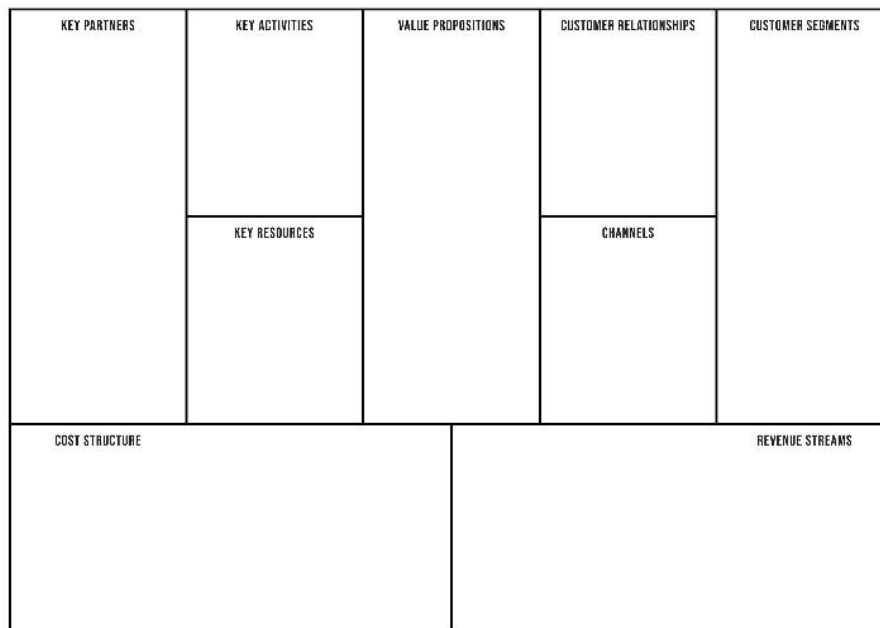 KEY PARTNERS
KEY ACTIVITIES
VALUE PROPOSITIONS
CUSTOMER RELATIONSHIPS
CUSTOMER SEGMENTS
KEY RESOURCES
CHANNELS
COST STRUCTURE
REVENUE STREAMS